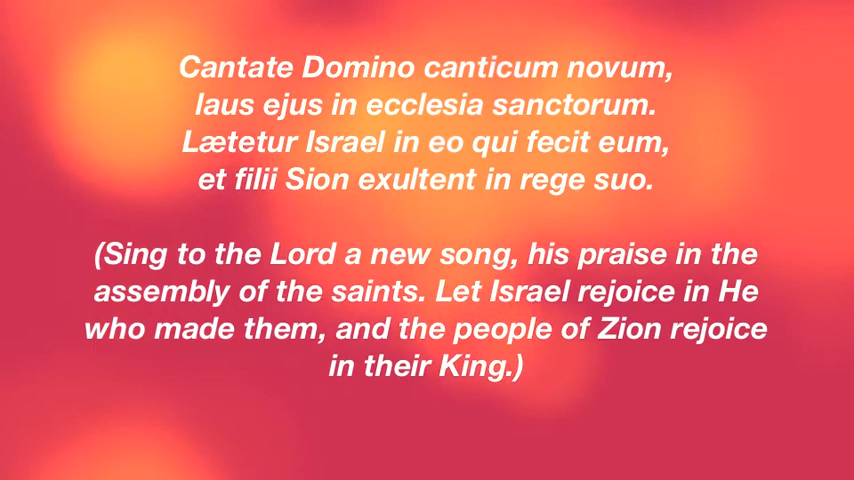 Cantate Domino canticum novum,
laus ejus in ecclesia sanctorum.
Lætetur Israel in eo qui fecit eum,
et filii Sion exultent in rege suo.
(Sing to the Lord a new song, his praise in the
assembly of the saints. Let Israel rejoice in He
who made them, and the people of Zion rejoice
in their King.)